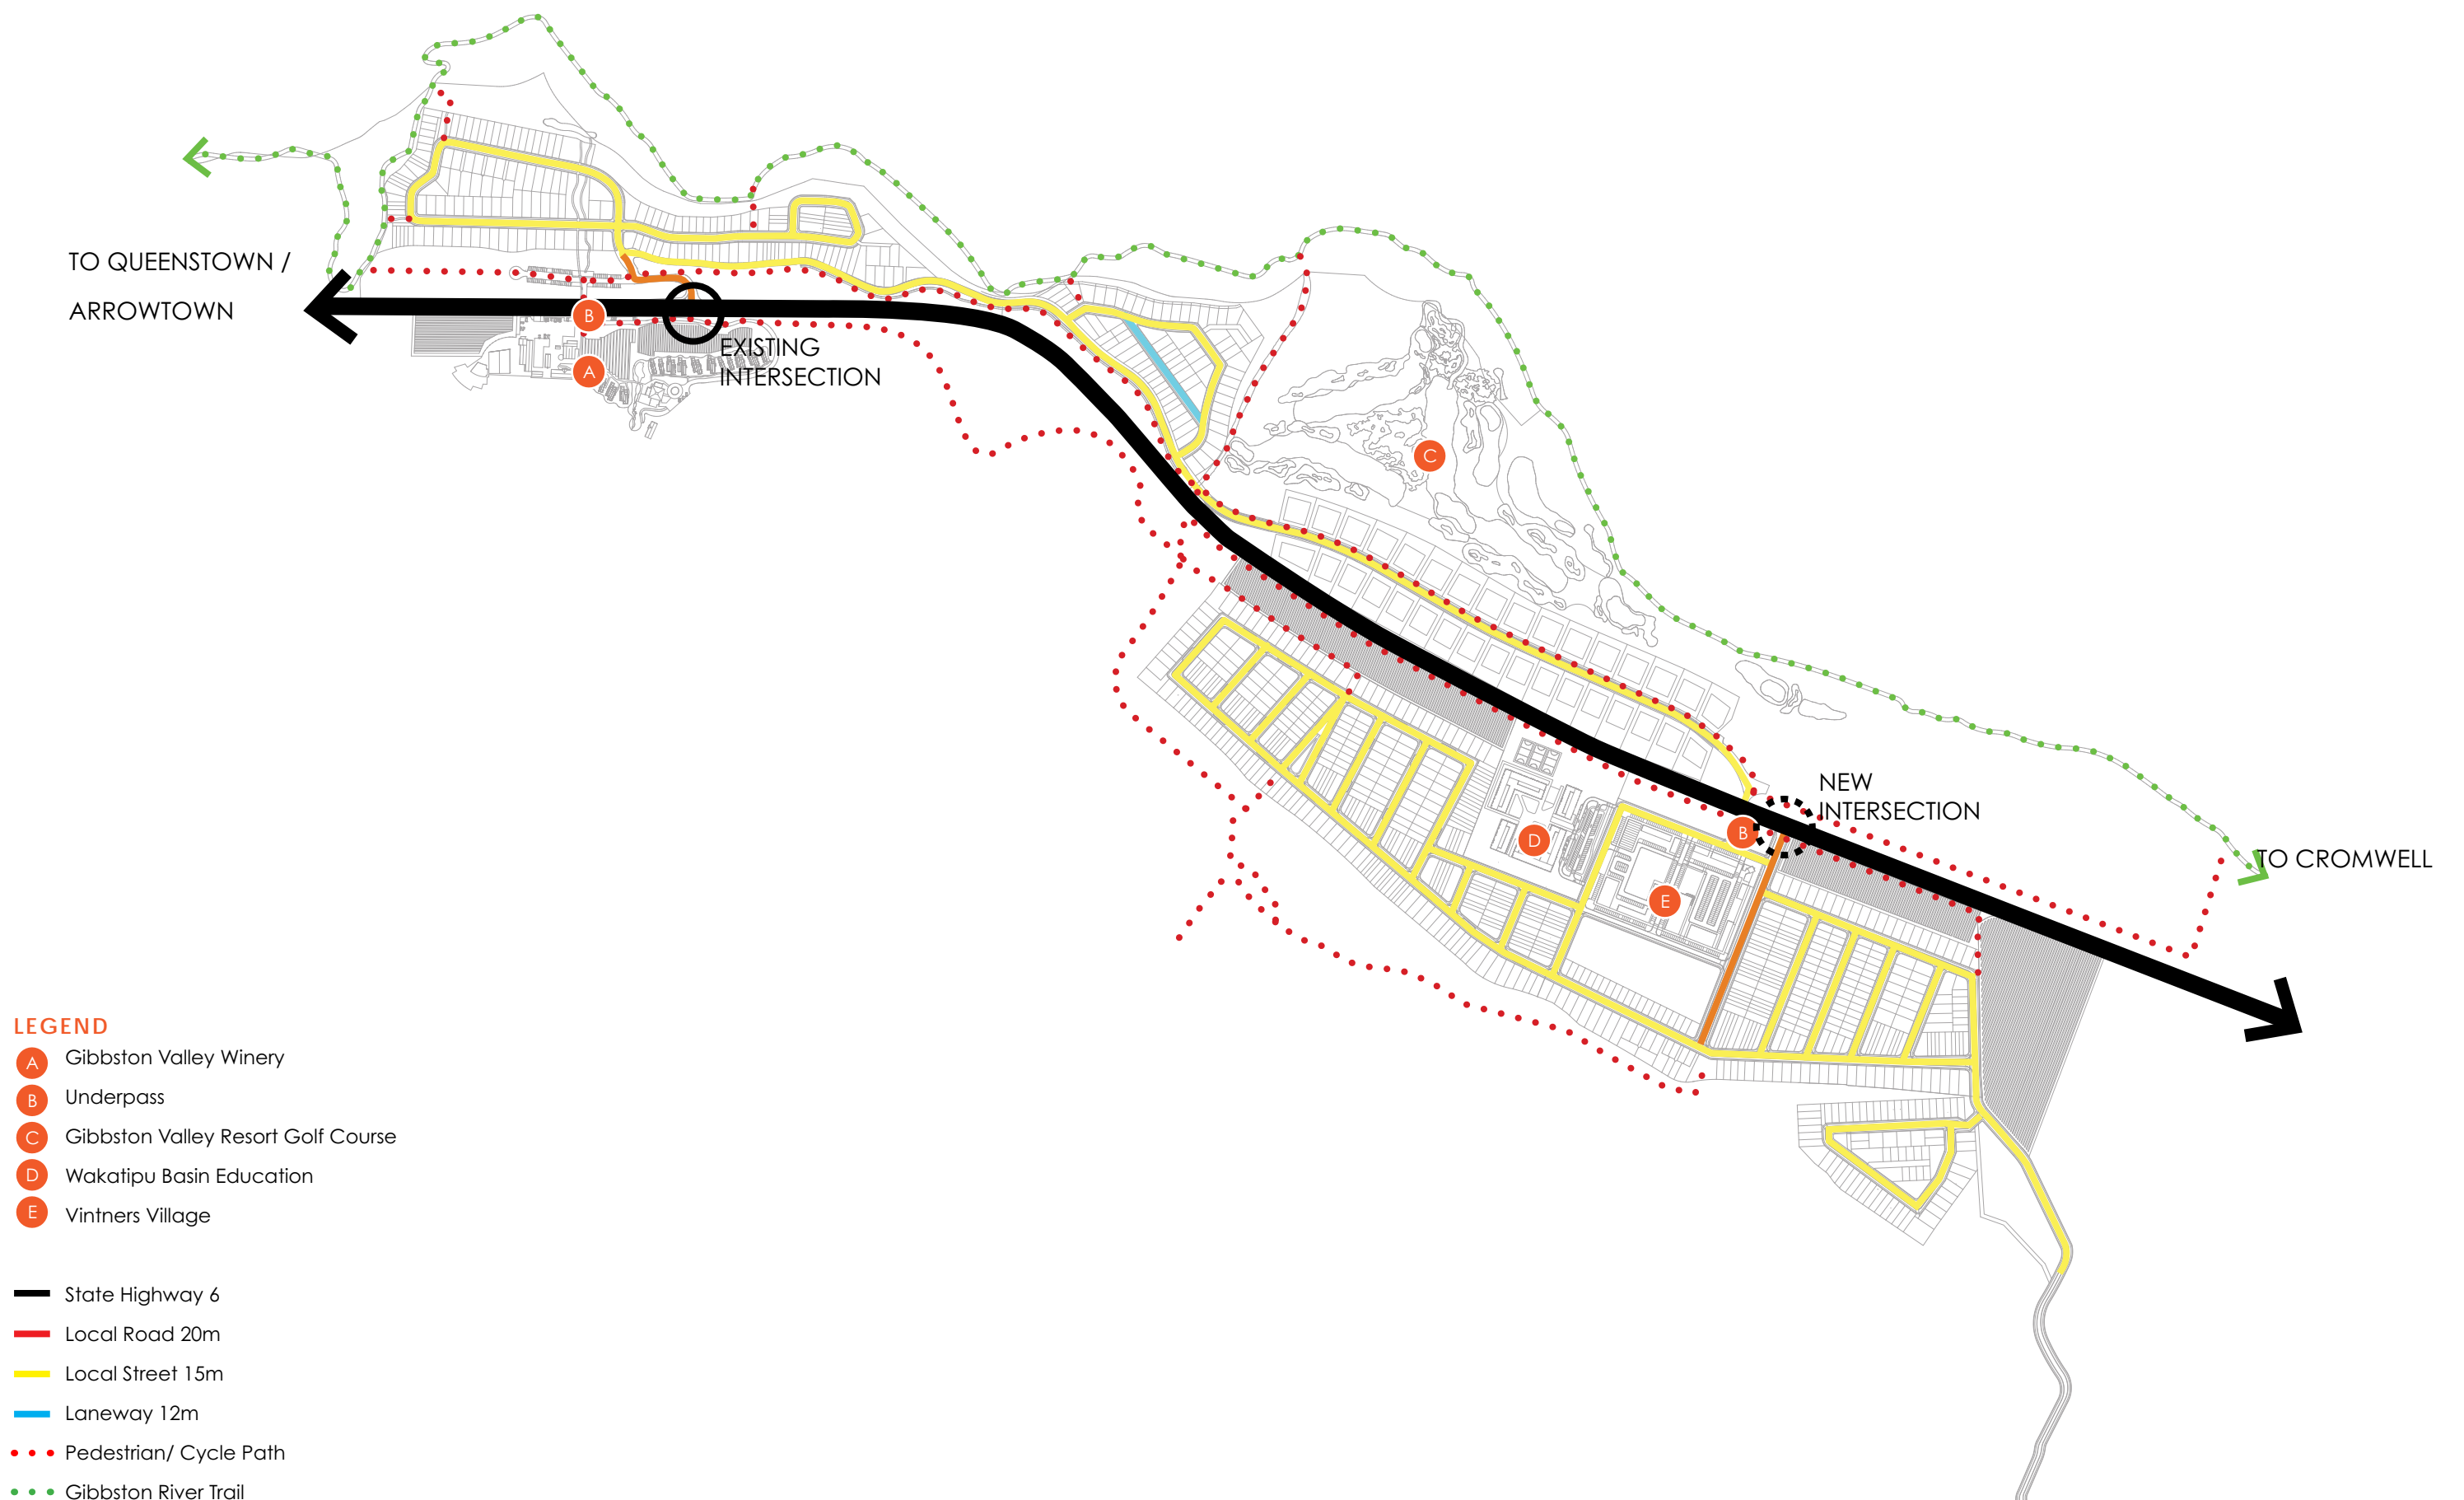 TO QUEENSTOWN /
ARROWTOWN
B
A
EXISTING
INTERSECTION
C
NEW
INTERSECTION
B
D
E
TO CROMWELL
LEGEND
A Gibbston Valley Winery
B Underpass
C Gibbston Valley Resort Golf Course
D Wakatipu Basin Education
E Vintners Village
State Highway 6
Local Road 20m
Local Street 15m
Laneway 12m
Pedestrian/ Cycle Path
Gibbston River Trail